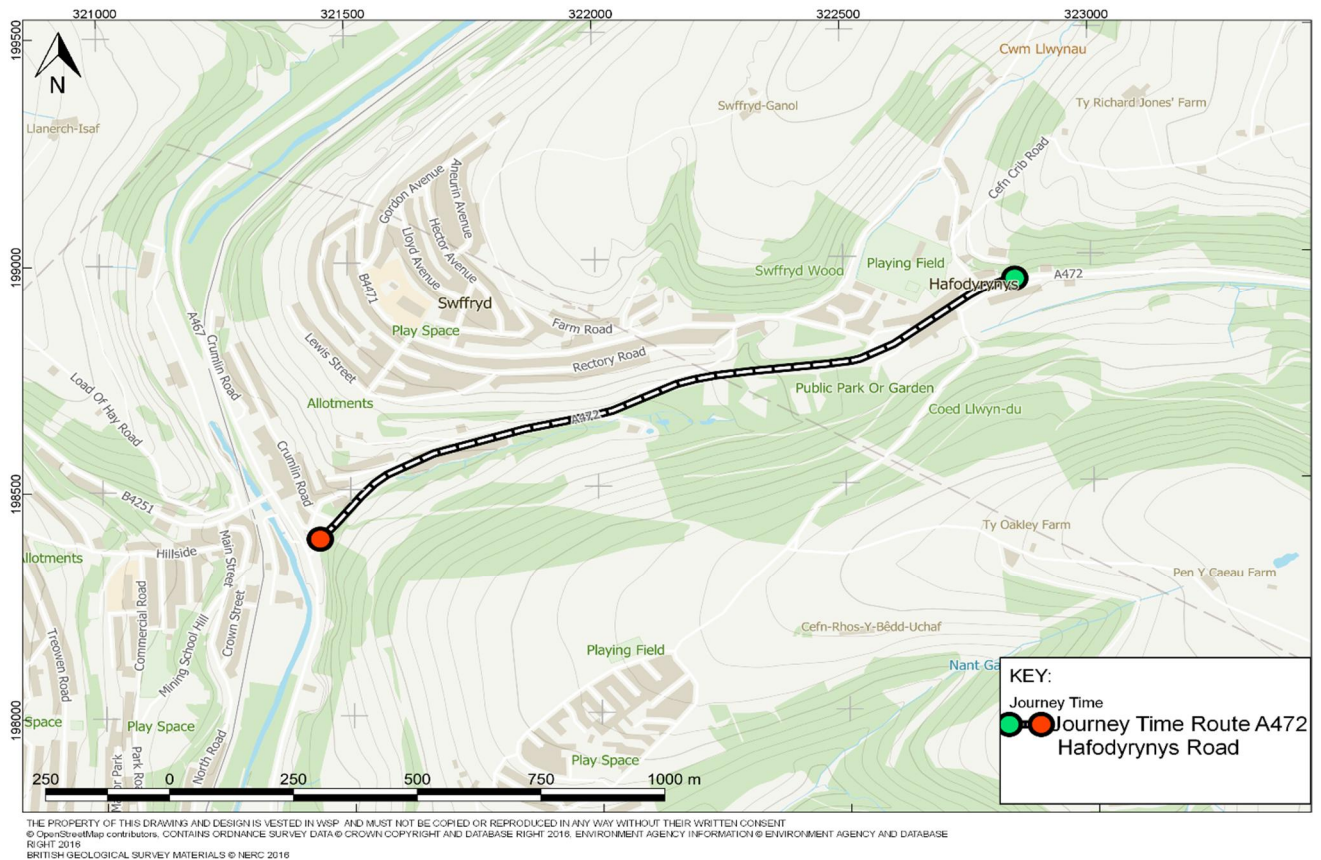 321000
321500
322000
322500
323000
199500
N
Cwm Llwynau
Swffryd-Ganol
Ty Richard Jones' Farm
Llanerch-Isaf
Cefn Crib Road
Gordon Avenue
Aneurin Avenue
Hector Avenue
Lloyd Avenue
B4471
Swffryd
Play Space
199000
Swffryd Wood
Playing Field
Hafodyrynys
A472
A467
Crumlin Road
Farm Road
Rectory Road
Lewis Street
Allotments
Load Of Hay Road
Public Park Or Garden
Coed Llwyn-du
A472
Crumlin Road
198500
B4251
Ty Oakley Farm
Hillside
Main Street
Pen Y Caeau Farm
Commercial Road
Crown Street
Mining School Hill
Treowen Road
Cefn-Rhos-Y-Bêdd-Uchaf
Playing Field
198000
Space
Play Space
North Road
Play Space
KEY:
Journey Time
Journey Time Route A472
Hafodyrynys Road
250 0 250 500 750 1000 m
THE PROPERTY OF THIS DRAWING AND DESIGN IS VESTED IN WSP AND MUST NOT BE COPIED OR REPRODUCED IN ANY WAY WITHOUT THEIR WRITTEN CONSENT
© OpenStreetMap contributors, CONTAINS ORDNANCE SURVEY DATA © CROWN COPYRIGHT AND DATABASE RIGHT 2016. ENVIRONMENT AGENCY INFORMATION © ENVIRONMENT AGENCY AND DATABASE
RIGHT 2016
BRITISH GEOLOGICAL SURVEY MATERIALS © NERC 2016